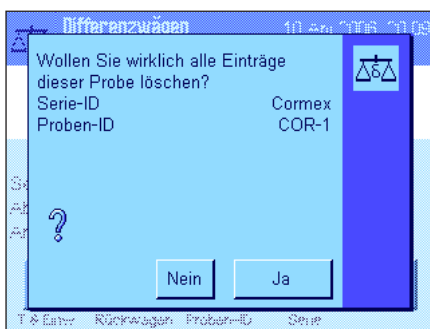 Differenzwägen
Wollen Sie wirklich alle Einträge
dieser Probe löschen?
Serie-ID Cormex
Proben-ID COR-1
?
Nein Ja
Rückwagen Proben-ID Serie